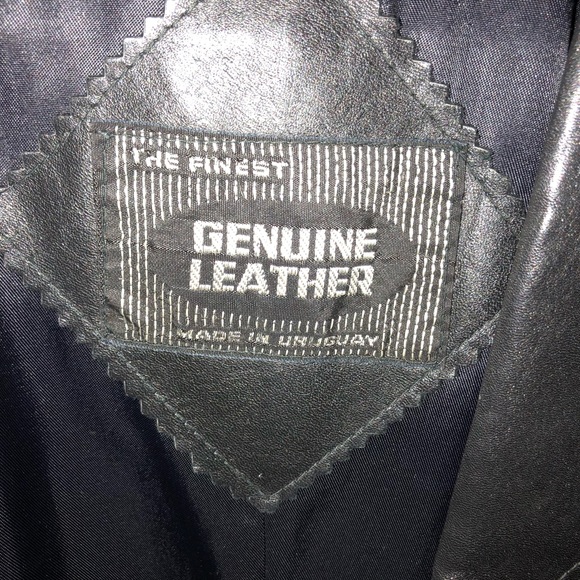 THE FINEST
GENUINE
LEATHER
MADE IN URUGUAY